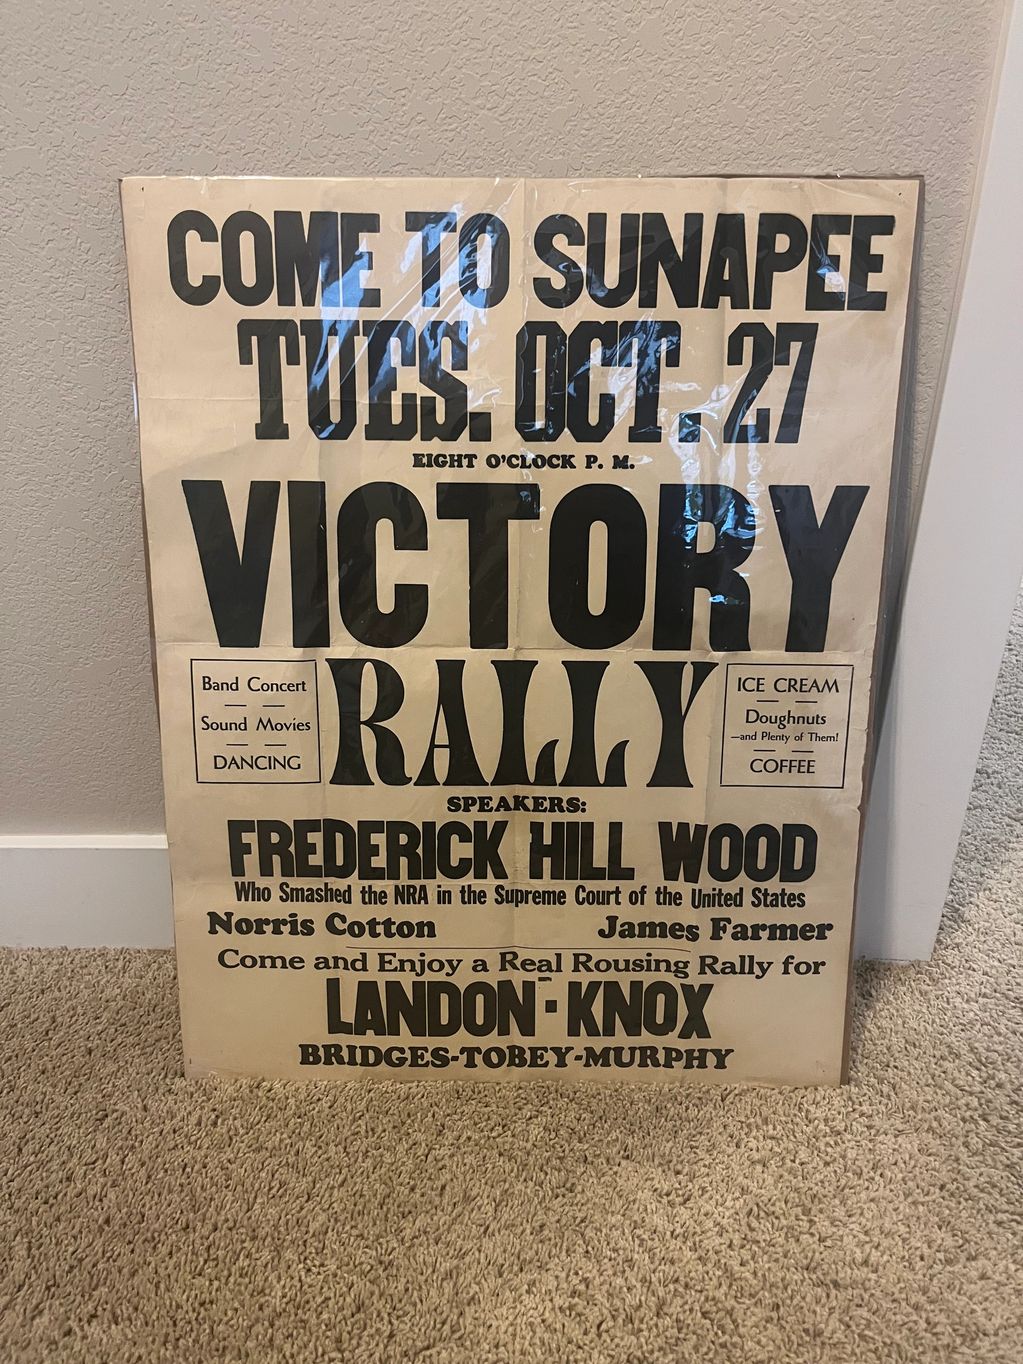 COME TO SUNAPEE
TUES. OCT. 27
EIGHT O'CLOCK P. M.
VICTORY
RALLY
Band Concert
Sound Movies
DANCING
ICE CREAM
Doughnuts
—and Plenty of Them!
COFFEE
SPEAKERS:
FREDERICK HILL WOOD
Who Smashed the NRA in the Supreme Court of the United States
Norris Cotton James Farmer
Come and Enjoy a Real Rousing Rally for
LANDON · KNOX
BRIDGES-TOBEY-MURPHY